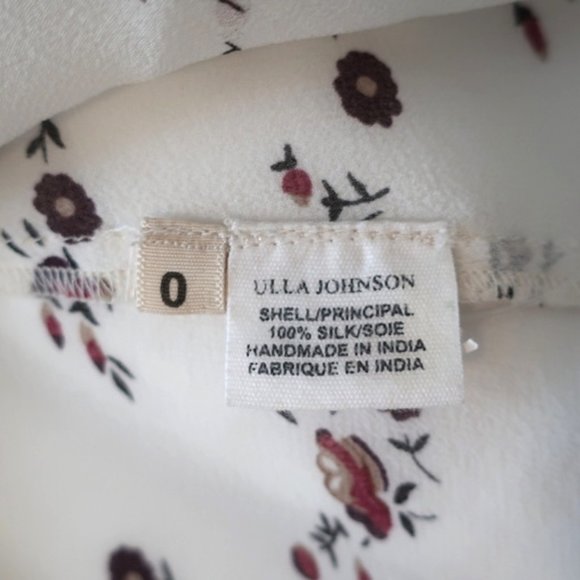 0
ULLA JOHNSON
SHELL/PRINCIPAL
100% SILK/SOIE
HANDMADE IN INDIA
FABRIQUE EN INDIA